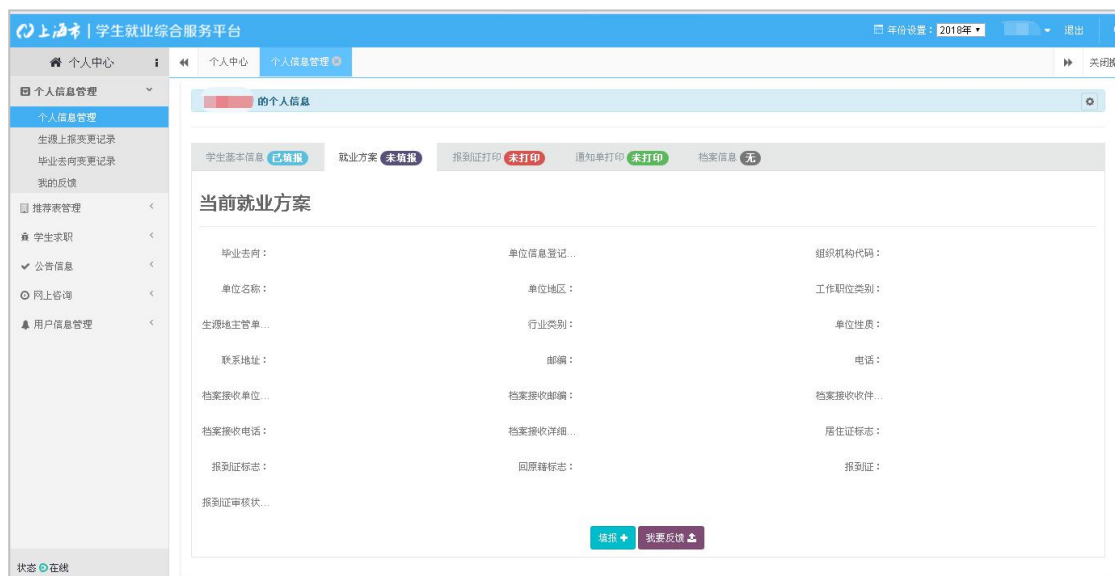 上海市 | 学生就业综合服务平台
年份设置： 2018年
退出
个人中心
个人中心
个人信息管理
关闭
个人信息管理
个人信息管理
生源上报变更记录
毕业去向变更记录
我的反馈
推荐表管理
学生求职
公告信息
网上咨询
用户信息管理
状态 在线
的个人信息
学生基本信息 已填报
就业方案 未填报
报到证打印 未打印
通知单打印 未打印
档案信息 无
当前就业方案
毕业去向： 单位信息登记... 组织机构代码：
单位名称： 单位地区： 工作职位类别：
生源地主管单... 行业类别： 单位性质：
联系地址： 邮编： 电话：
档案接收单位... 档案接收邮编： 档案接收收件...
档案接收电话： 档案接收详细... 居住证标志：
报到证标志： 回原籍标志： 报到证：
报到证审核状...
填报 我要反馈